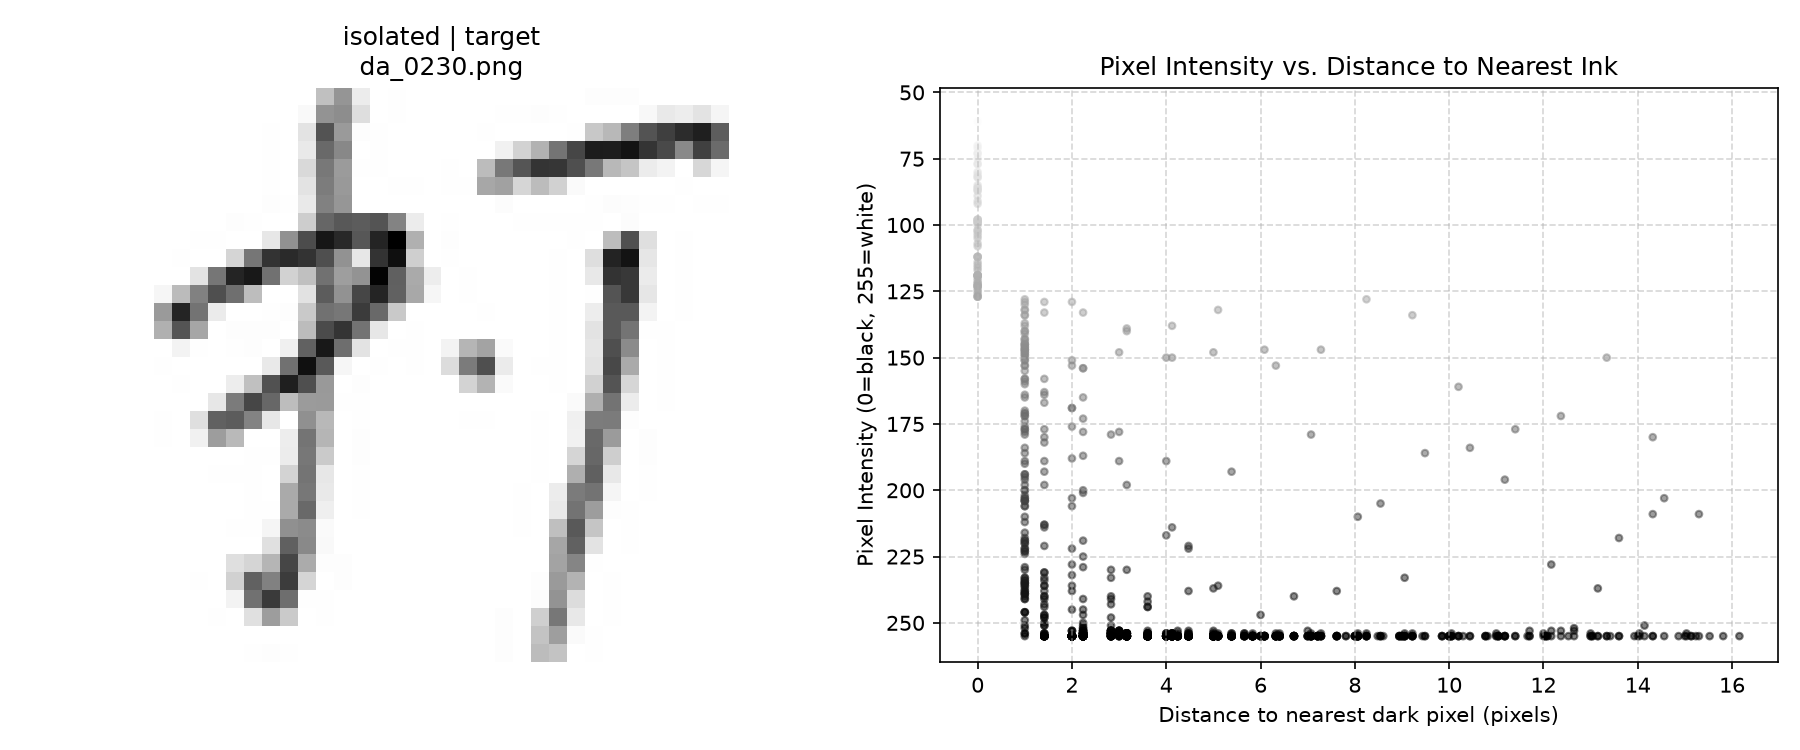 isolated | target
da_0230.png
打
Pixel Intensity vs. Distance to Nearest Ink
Pixel Intensity (0=black, 255=white)
50
75
100
125
150
175
200
225
250
0 2 4 6 8 10 12 14 16
Distance to nearest dark pixel (pixels)